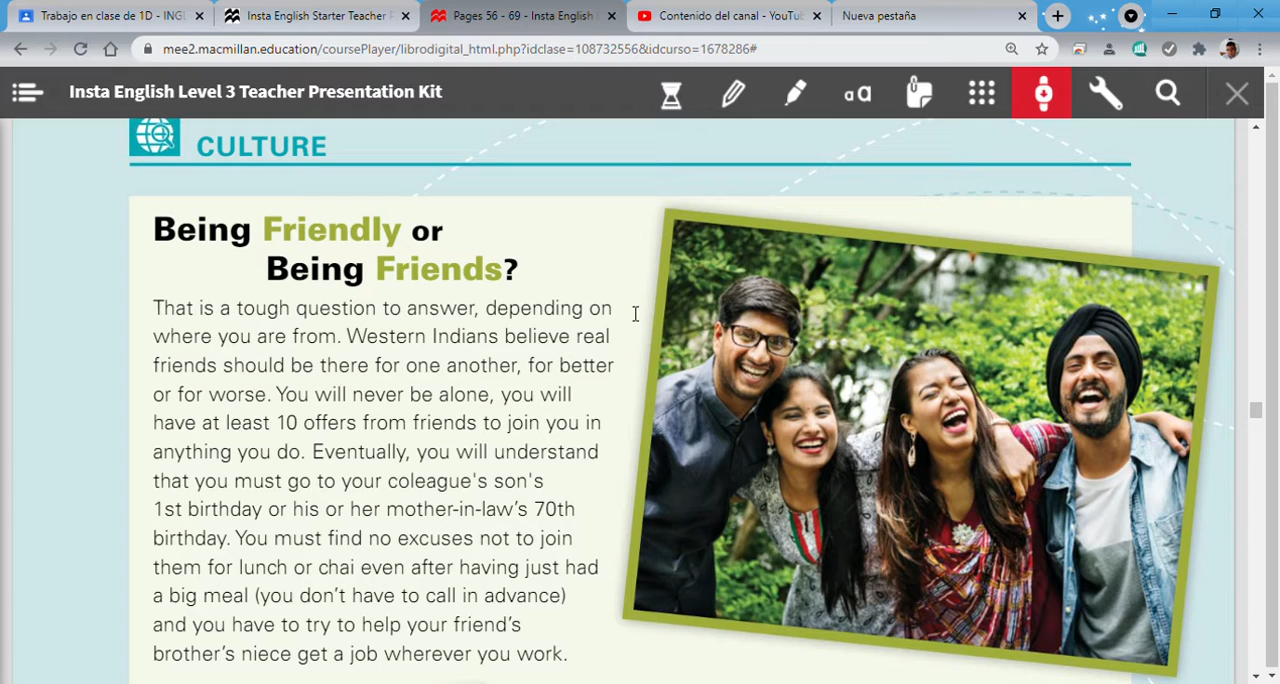 Trabajo en clase de 1D - ING
Insta English Starter Teacher
Pages 56 - 69 - Insta English
Contenido del canal - YouTu
Nueva pestaña
mee2.macmillan.education/coursePlayer/librodigital_html.php?idclase=108732556&idcurso=1678286#
Insta English Level 3 Teacher Presentation Kit
a a
CULTURE
Being Friendly or
Being Friends?
That is a tough question to answer, depending on
where you are from. Western Indians believe real
friends should be there for one another, for better
or for worse. You will never be alone, you will
have at least 10 offers from friends to join you in
anything you do. Eventually, you will understand
that you must go to your coleague's son's
1st birthday or his or her mother-in-law's 70th
birthday. You must find no excuses not to join
them for lunch or chai even after having just had
a big meal (you don't have to call in advance)
and you have to try to help your friend's
brother's niece get a job wherever you work.